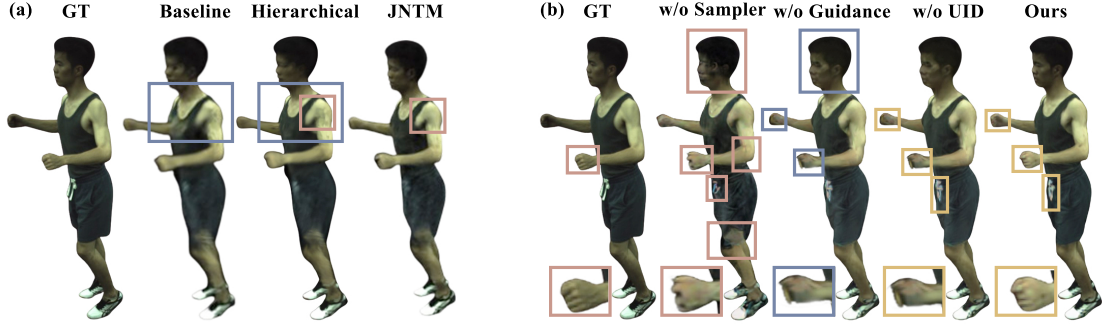 (a) GT Baseline Hierarchical JNTM
(b) GT w/o Sampler w/o Guidance w/o UID Ours